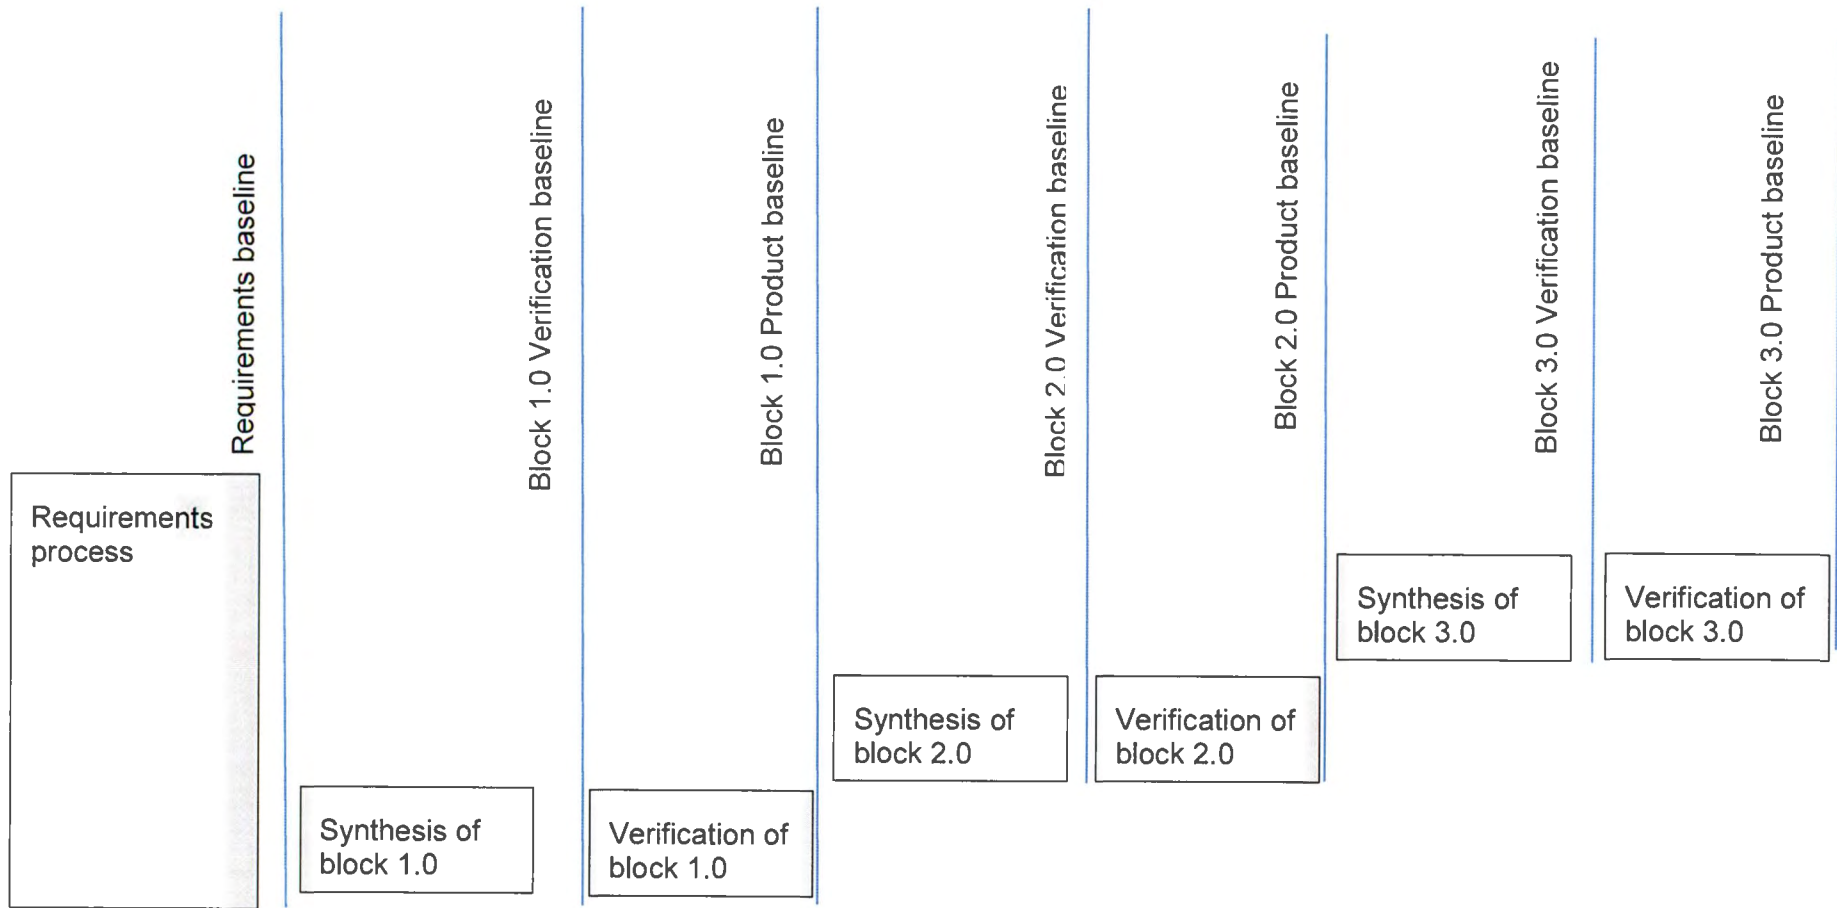 Requirements baseline
Block 1.0 Verification baseline
Block 1.0 Product baseline
Block 2.0 Verification baseline
Block 2.0 Product baseline
Block 3.0 Verification baseline
Block 3.0 Product baseline
Requirements
process
Synthesis of
block 1.0
Verification of
block 1.0
Synthesis of
block 2.0
Verification of
block 2.0
Synthesis of
block 3.0
Verification of
block 3.0